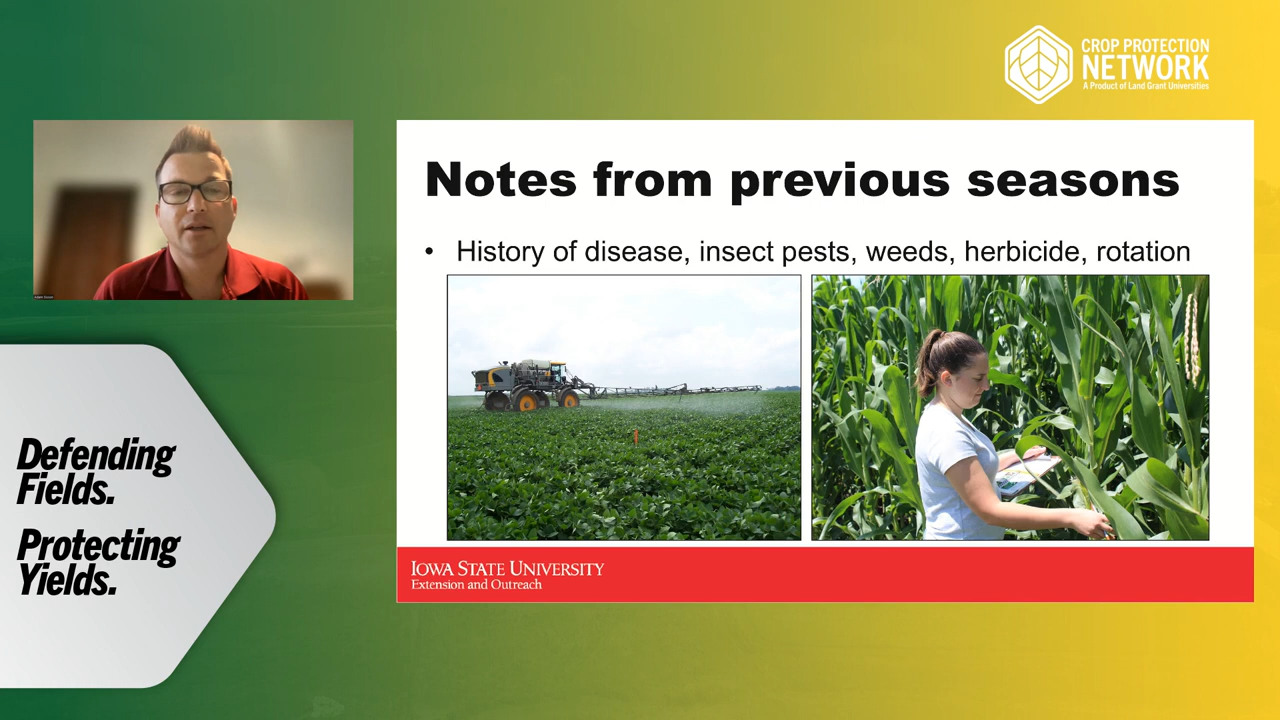 CROP PROTECTION
NETWORK
A Product of Land Grant Universities
Notes from previous seasons
• History of disease, insect pests, weeds, herbicide, rotation
Defending
Fields.
Protecting
Yields.
IOWA STATE UNIVERSITY
Extension and Outreach